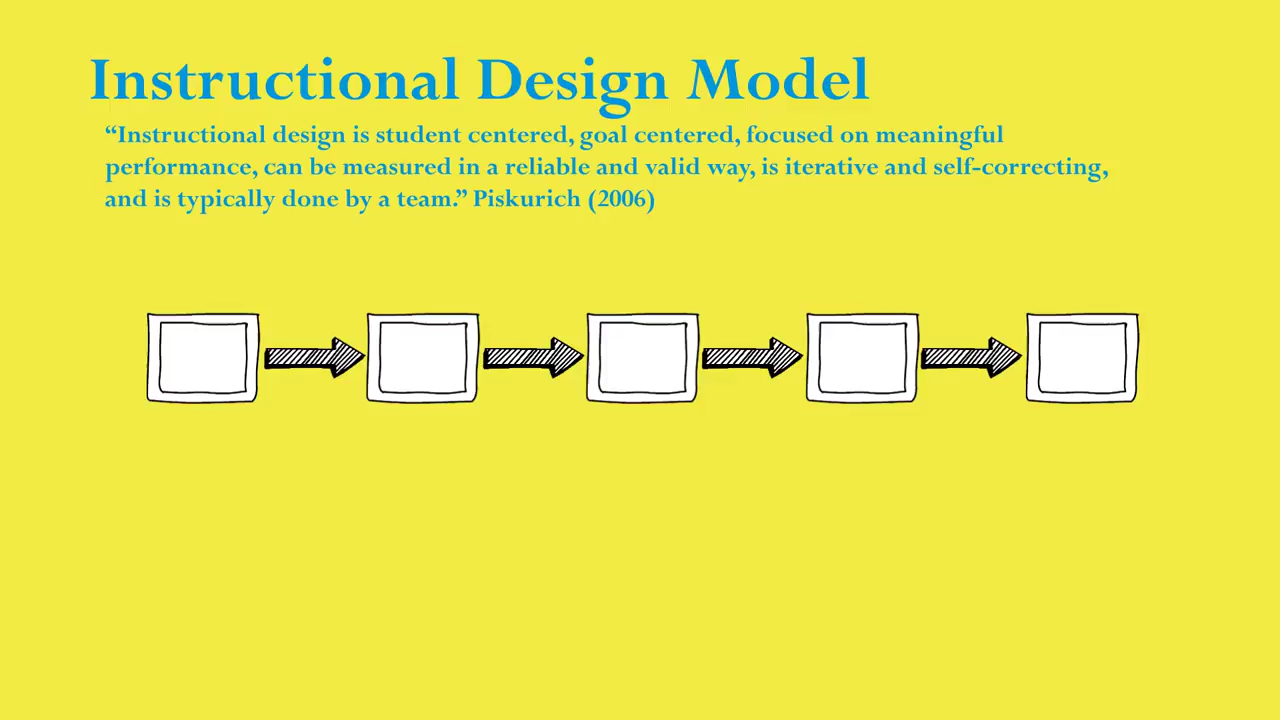 Instructional Design Model
“Instructional design is student centered, goal centered, focused on meaningful
performance, can be measured in a reliable and valid way, is iterative and self-correcting,
and is typically done by a team.” Piskurich (2006)